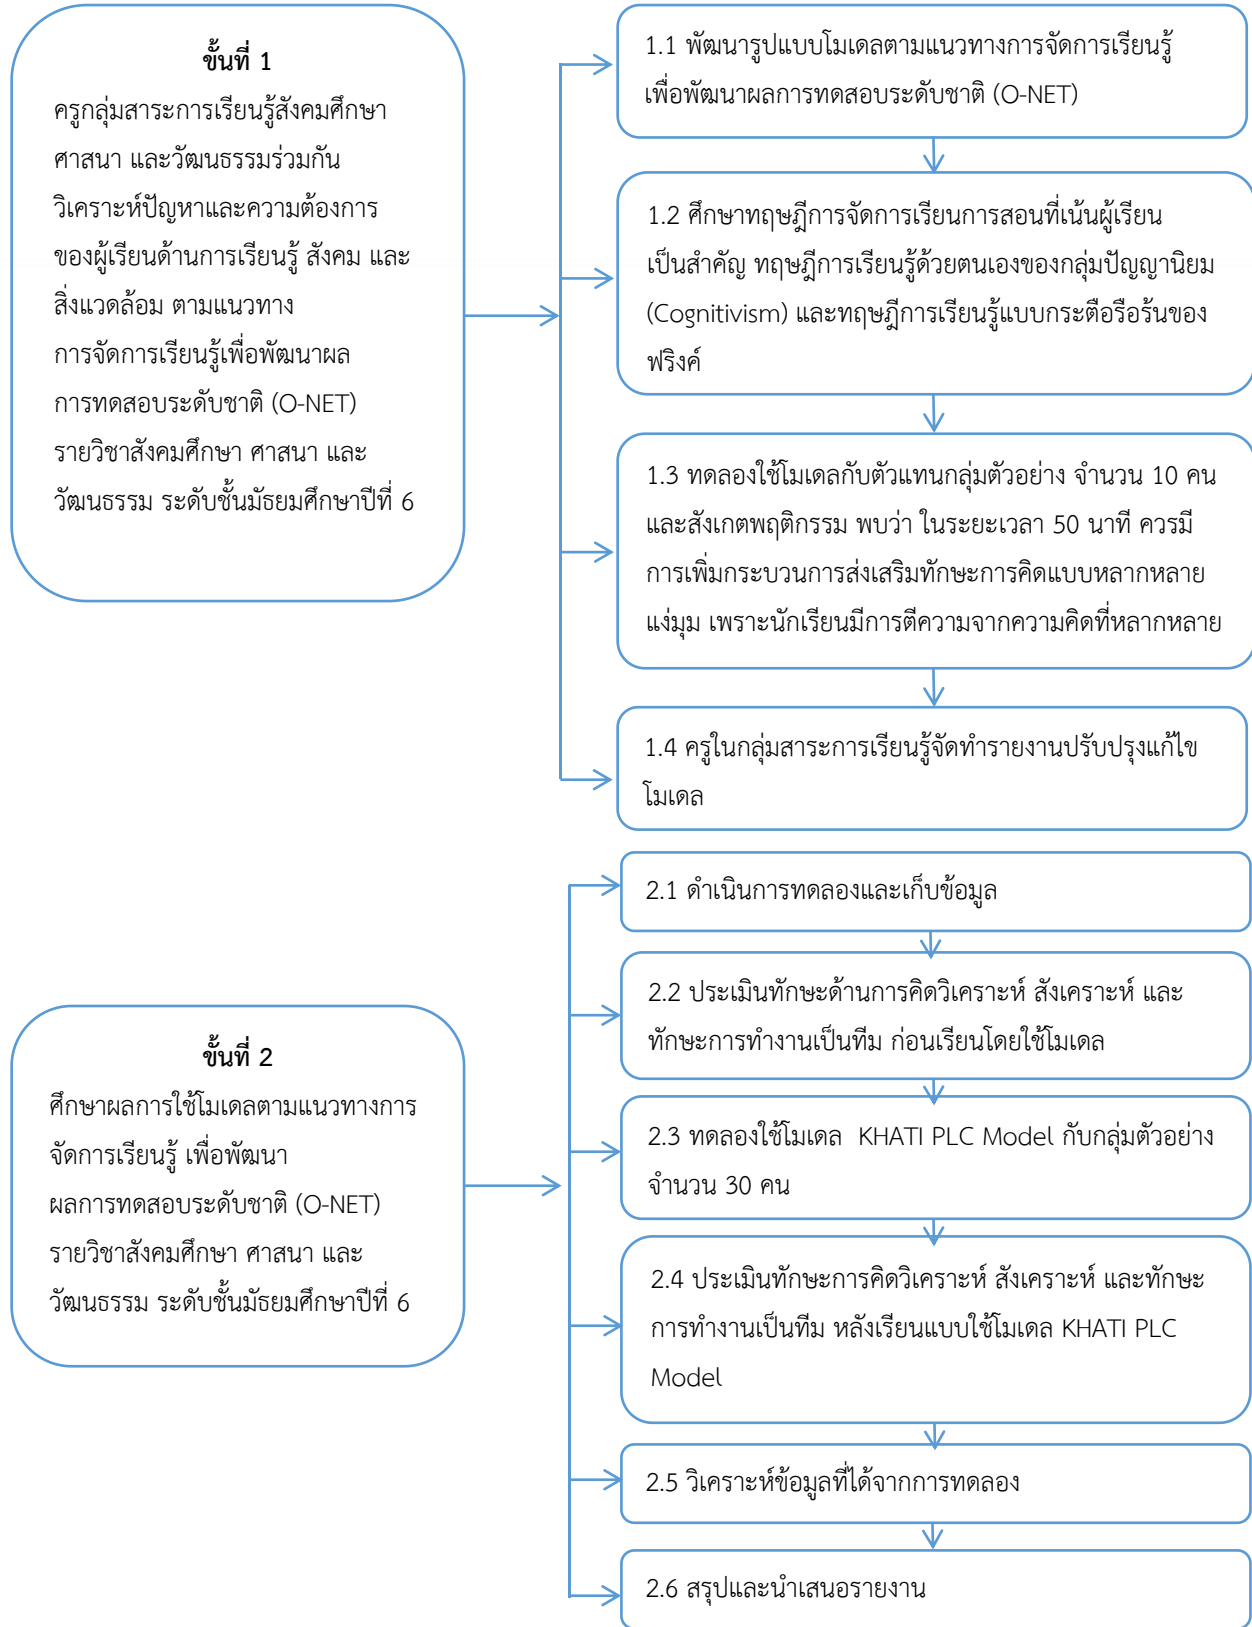 ขั้นที่ 1
ครูกลุ่มสาระการเรียนรู้สังคมศึกษา
ศาสนา และวัฒนธรรมร่วมกัน
วิเคราะห์ปัญหาและความต้องการ
ของผู้เรียนด้านการเรียนรู้ สังคม และ
สิ่งแวดล้อม ตามแนวทาง
การจัดการเรียนรู้เพื่อพัฒนาผล
การทดสอบระดับชาติ (O-NET)
รายวิชาสังคมศึกษา ศาสนา และ
วัฒนธรรม ระดับชั้นมัธยมศึกษาปีที่ 6
1.1 พัฒนารูปแบบโมเดลตามแนวทางการจัดการเรียนรู้
เพื่อพัฒนาผลการทดสอบระดับชาติ (O-NET)
1.2 ศึกษาทฤษฎีการจัดการเรียนการสอนที่เน้นผู้เรียน
เป็นสำคัญ ทฤษฎีการเรียนรู้ด้วยตนเองของกลุ่มปัญญานิยม
(Cognitivism) และทฤษฎีการเรียนรู้แบบกระตือรือร้นของ
ฟริงค์
1.3 ทดลองใช้โมเดลกับตัวแทนกลุ่มตัวอย่าง จำนวน 10 คน
และสังเกตพฤติกรรม พบว่า ในระยะเวลา 50 นาที ควรมี
การเพิ่มกระบวนการส่งเสริมทักษะการคิดแบบหลากหลาย
แง่มุม เพราะนักเรียนมีการตีความจากความคิดที่หลากหลาย
1.4 ครูในกลุ่มสาระการเรียนรู้จัดทำรายงานปรับปรุงแก้ไข
โมเดล
ขั้นที่ 2
ศึกษาผลการใช้โมเดลตามแนวทางการ
จัดการเรียนรู้ เพื่อพัฒนา
ผลการทดสอบระดับชาติ (O-NET)
รายวิชาสังคมศึกษา ศาสนา และ
วัฒนธรรม ระดับชั้นมัธยมศึกษาปีที่ 6
2.1 ดำเนินการทดลองและเก็บข้อมูล
2.2 ประเมินทักษะด้านการคิดวิเคราะห์ สังเคราะห์ และ
ทักษะการทำงานเป็นทีม ก่อนเรียนโดยใช้โมเดล
2.3 ทดลองใช้โมเดล KHATI PLC Model กับกลุ่มตัวอย่าง
จำนวน 30 คน
2.4 ประเมินทักษะการคิดวิเคราะห์ สังเคราะห์ และทักษะ
การทำงานเป็นทีม หลังเรียนแบบใช้โมเดล KHATI PLC
Model
2.5 วิเคราะห์ข้อมูลที่ได้จากการทดลอง
2.6 สรุปและนำเสนอรายงาน